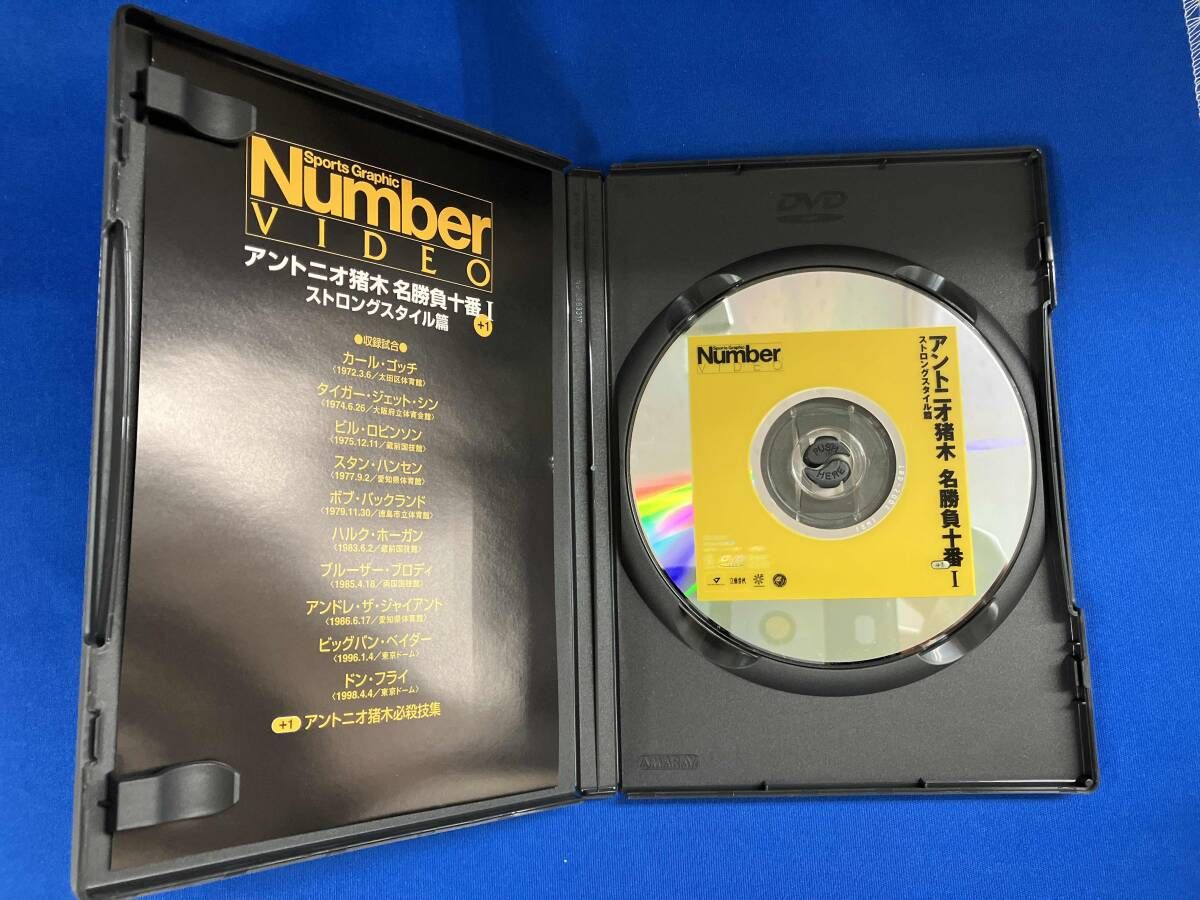 Sports Graphic
Number
VIDEO
アントニオ猪木 名勝負十番I
ストロングスタイル篇
+1
●収録試合●
カール・ゴッチ
〈1972.3.6/大田区体育館〉
タイガー・ジェット・シン
〈1974.6.26/大阪府立体育会館〉
ビル・ロビンソン
〈1975.12.11/蔵前国技館〉
スタン・ハンセン
〈1977.9.2/愛知県体育館〉
ボブ・バックランド
〈1979.11.30/徳島市立体育館〉
ハルク・ホーガン
〈1983.6.2/蔵前国技館〉
ブルーザー・ブロディ
〈1985.4.18/両国国技館〉
アンドレ・ザ・ジャイアント
〈1986.6.17/愛知県体育館〉
ビッグバン・ベイダー
〈1996.1.4/東京ドーム〉
ドン・フライ
〈1998.4.4/東京ドーム〉
+1 アントニオ猪木必殺技集
DVD
Sports Graphic
Number
VIDEO
アントニオ猪木 名勝負十番I
+1
ストロングスタイル篇
PUSH
HERE
DVD
文藝春秋
AMARAY